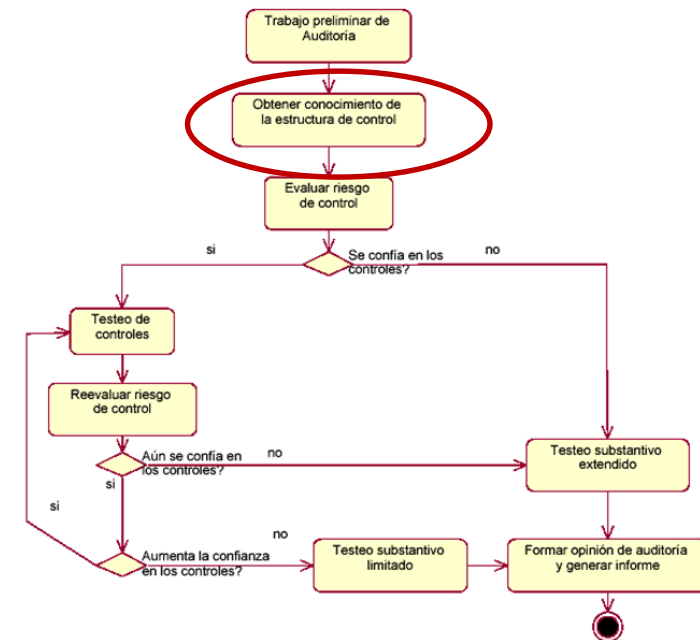 Trabajo preliminar de
Auditoría
Obtener conocimiento de
la estructura de control
Evaluar riesgo
de control
si
Se confía en los
controles?
no
Testeo de
controles
Reevaluar riesgo
de control
Aún se confía en
los controles?
no
si
si
Testeo substantivo
extendido
no
Aumenta la confianza
en los controles?
Testeo substantivo
limitado
Formar opinión de auditoría
y generar informe